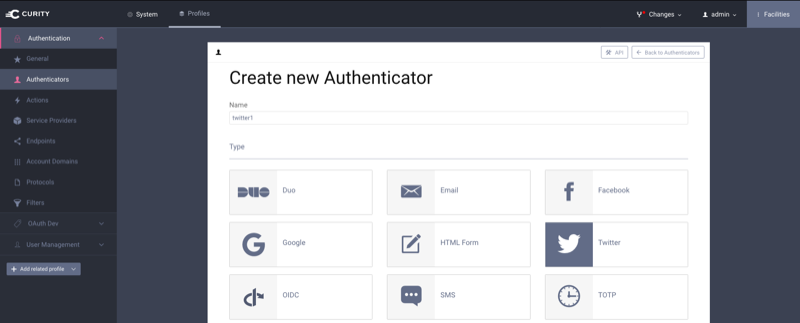 CURITY
System
Profiles
Changes
admin
Facilities
Authentication
General
Authenticators
Actions
Service Providers
Endpoints
Account Domains
Protocols
Filters
OAuth Dev
User Management
+ Add related profile
API
Back to Authenticators
Create new Authenticator
Name
twitter1
Type
DUO
Duo
Email
Facebook
Google
HTML Form
Twitter
OIDC
SMS
TOTP